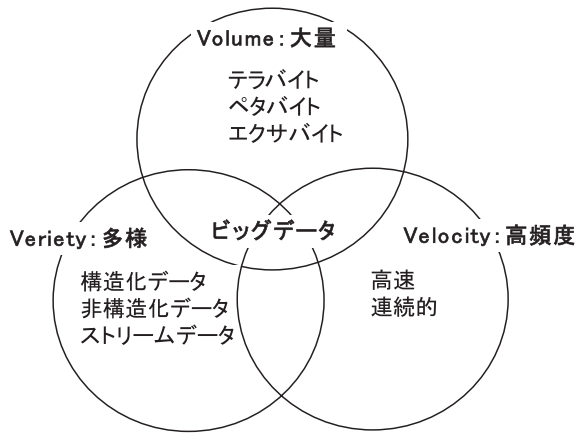 Volume：大量
テラバイト
ペタバイト
エクサバイト
ビッグデータ
Veriety：多様
構造化データ
非構造化データ
ストリームデータ
Velocity：高頻度
高速
連続的